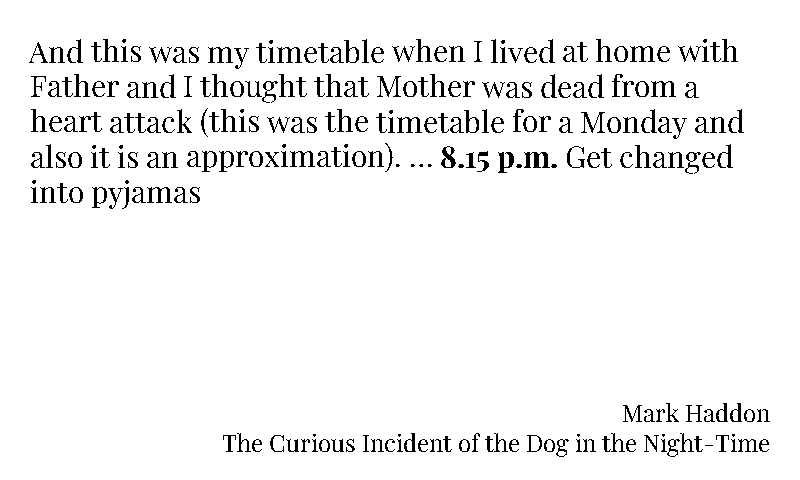 And this was my timetable when I lived at home with
Father and I thought that Mother was dead from a
heart attack (this was the timetable for a Monday and
also it is an approximation). ... 8.15 p.m. Get changed
into pyjamas
Mark Haddon
The Curious Incident of the Dog in the Night-Time